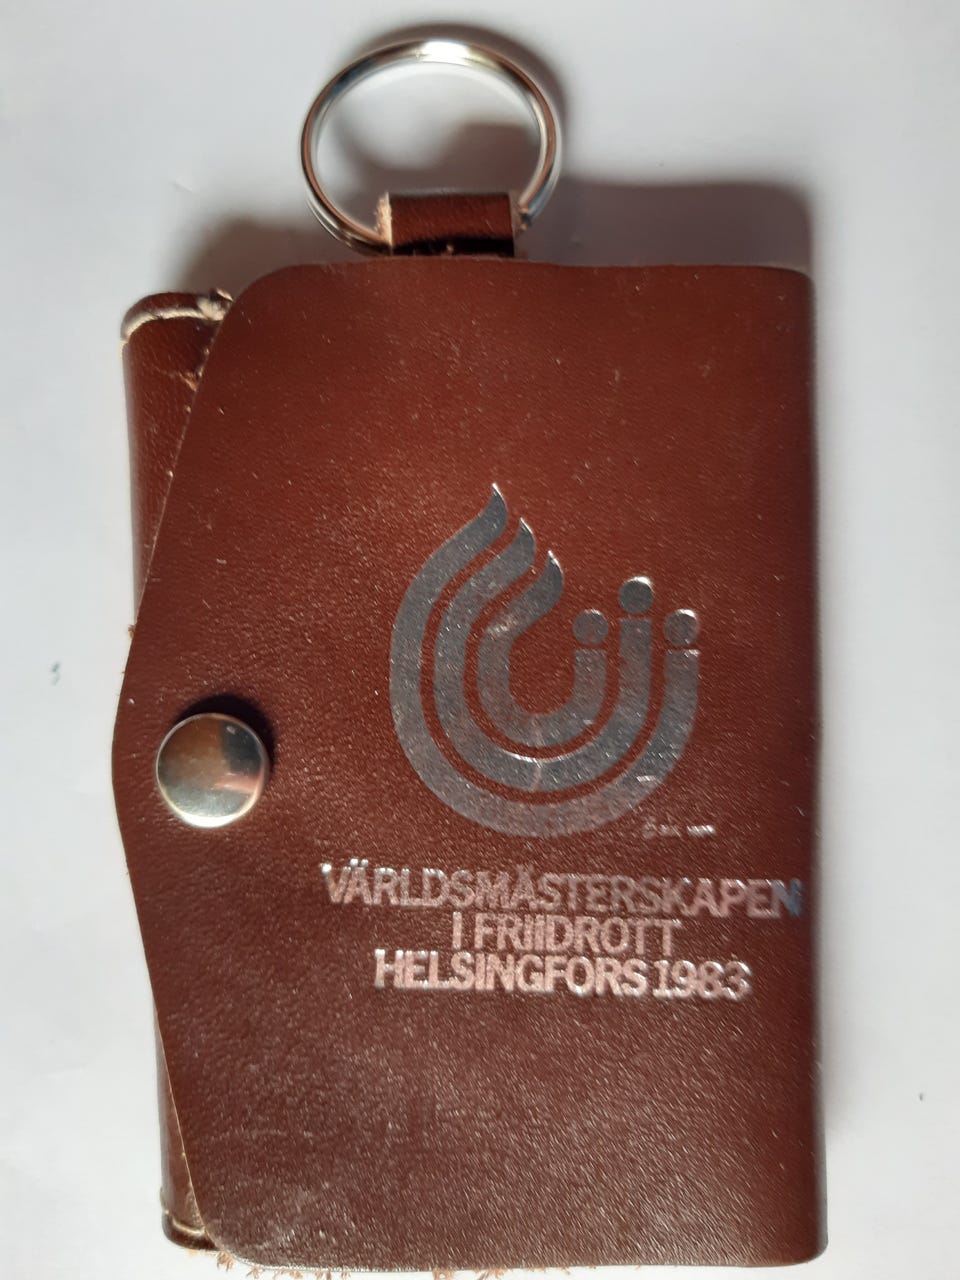 VÄRLDSMÄSTERSKAPEN
I FRIIDROTT
HELSINGFORS 1983